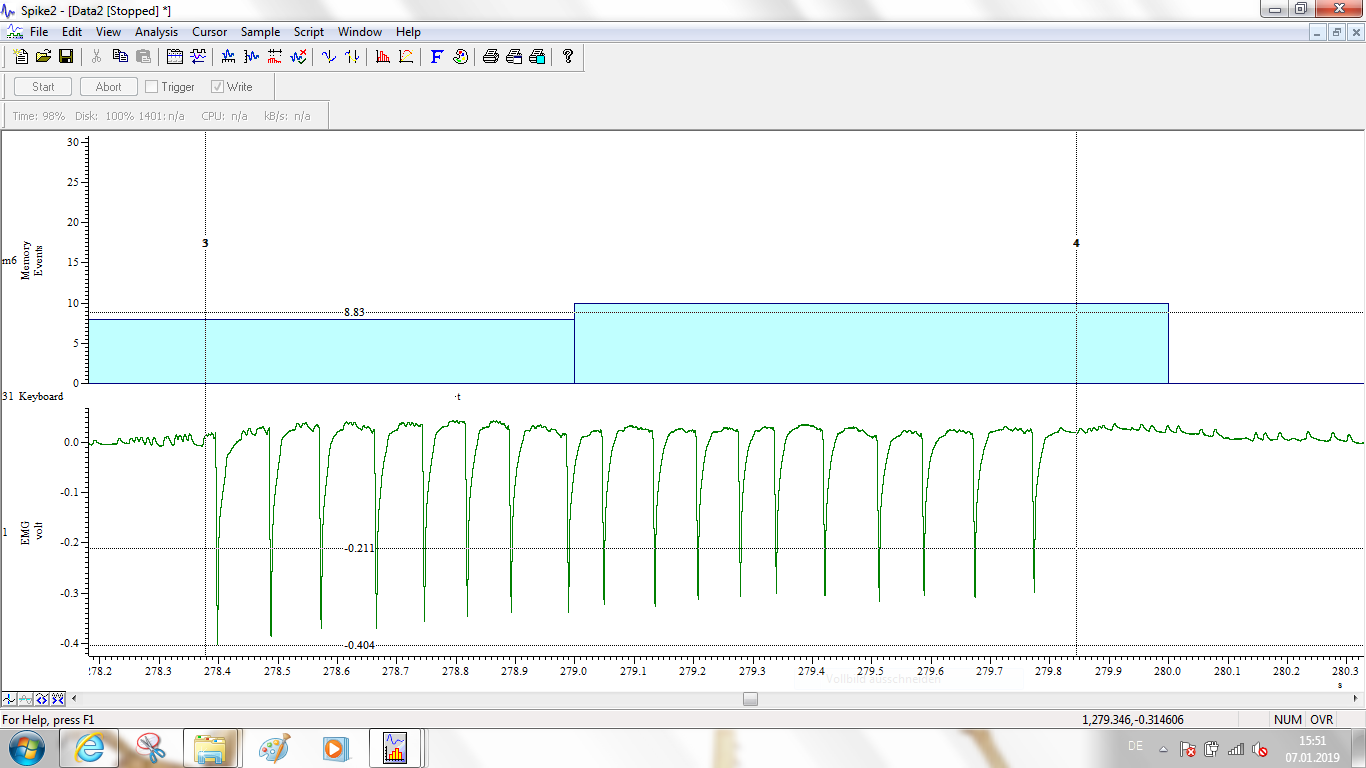 Spike2 - [Data2 [Stopped] *]
File Edit View Analysis Cursor Sample Script Window Help
Start Abort Trigger Write
Time: 98% Disk: 100% 1401: n/a CPU: n/a kB/s: n/a
30
25
20
15
10
5
0
m6
Memory
Events
3
4
8.83
31 Keyboard
t
0.0
-0.1
-0.2
-0.3
-0.4
1
EMG
volt
-0.211
-0.404
278.2 278.3 278.4 278.5 278.6 278.7 278.8 278.9 279.0 279.1 279.2 279.3 279.4 279.5 279.6 279.7 279.8 279.9 280.0 280.1 280.2 280.3
s
Vollbild ausschneiden
For Help, press F1
1,279.346,-0.314606
NUM OVR
DE
15:51
07.01.2019